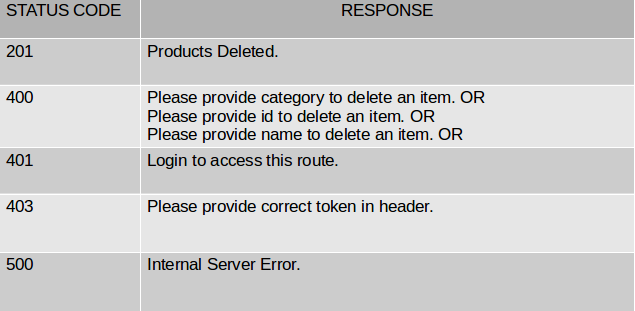 STATUS CODE RESPONSE
201 Products Deleted.
400 Please provide category to delete an item. OR
Please provide id to delete an item. OR
Please provide name to delete an item. OR
401 Login to access this route.
403 Please provide correct token in header.
500 Internal Server Error.